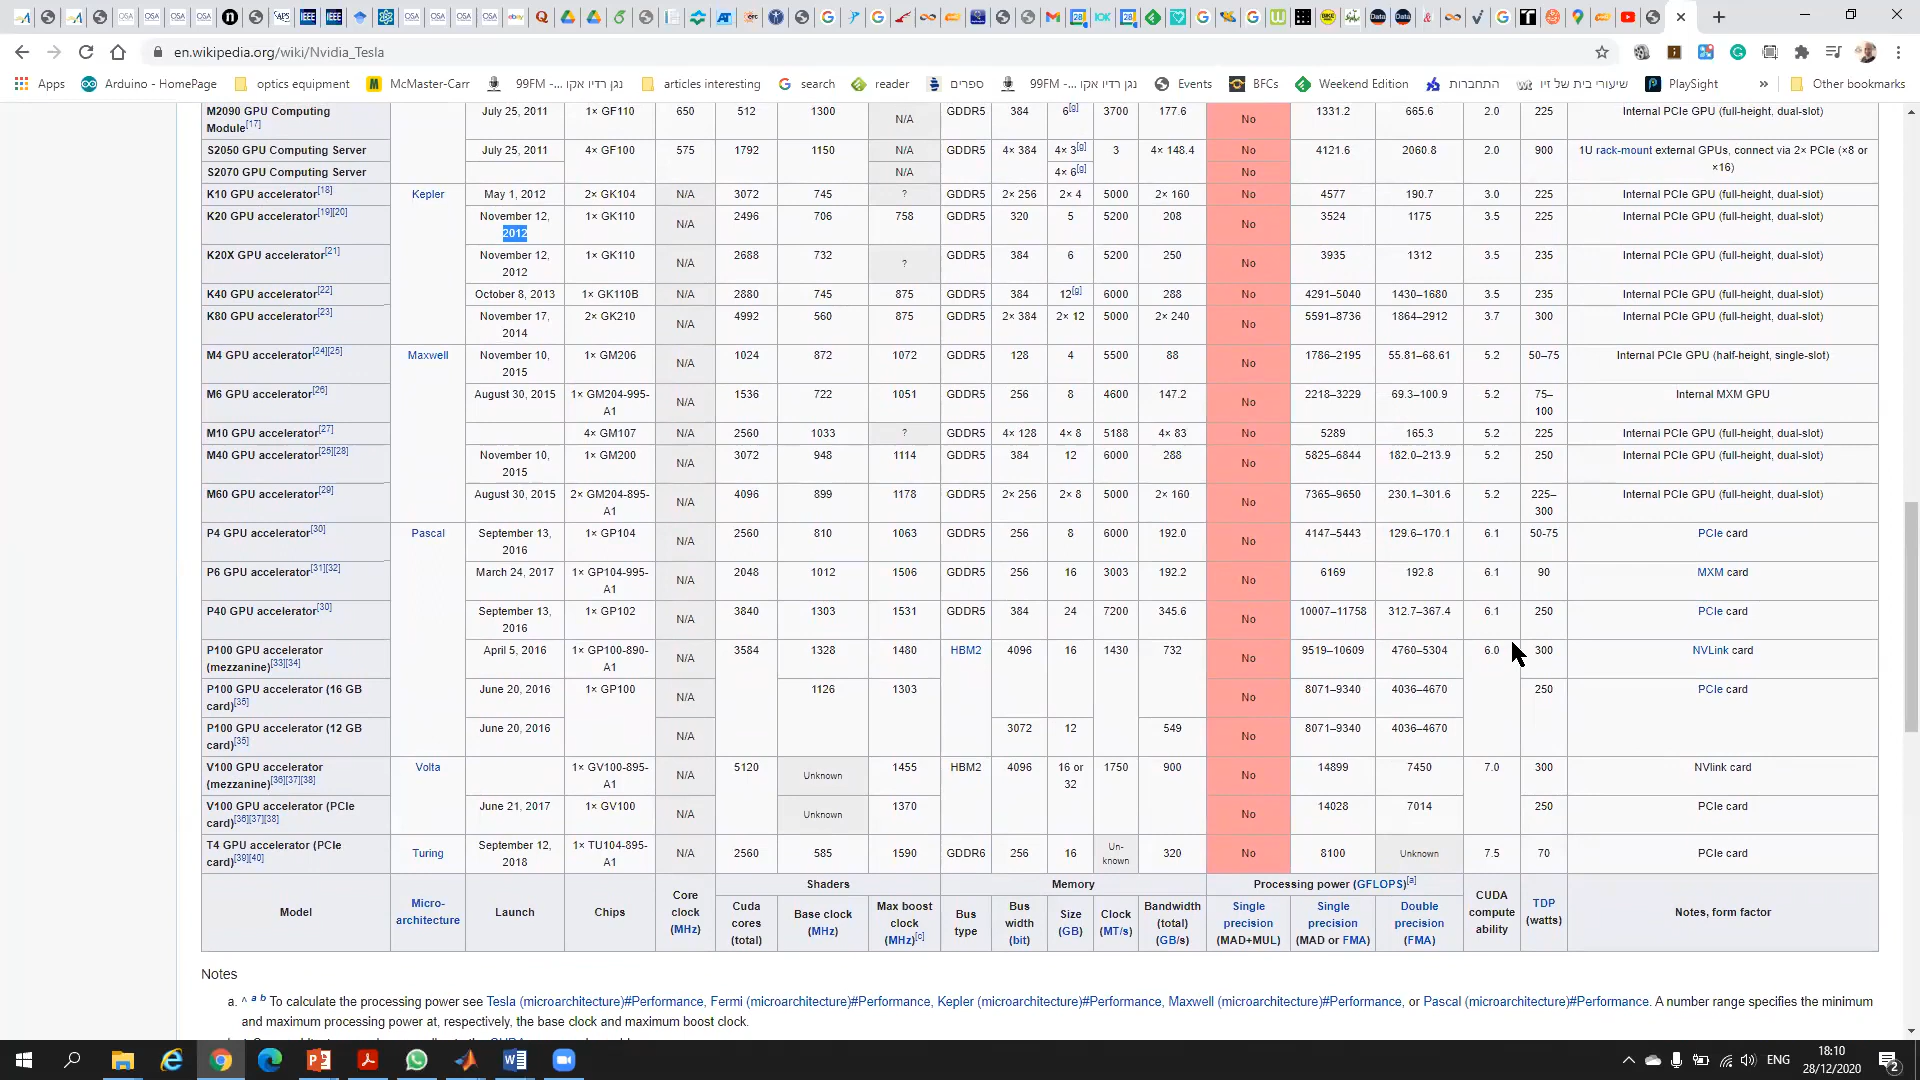 en.wikipedia.org/wiki/Nvidia_Tesla
Apps Arduino - HomePage optics equipment McMaster-Carr 99FM -... נגן רדיו אקו articles interesting search reader ספרים 99FM -... נגן רדיו אקו Events BFCs Weekend Edition התחברות שיעורי בית של זיו PlaySight » Other bookmarks
M2090 GPU Computing Module[17] July 25, 2011 1× GF110 650 512 1300 N/A GDDR5 384 6[g] 3700 177.6 No 1331.2 665.6 2.0 225 Internal PCIe GPU (full-height, dual-slot)
S2050 GPU Computing Server July 25, 2011 4× GF100 575 1792 1150 N/A GDDR5 4× 384 4× 3[g] 3 4× 148.4 No 4121.6 2060.8 2.0 900 1U rack-mount external GPUs, connect via 2× PCIe (×8 or ×16)
S2070 GPU Computing Server N/A 4× 6[g] No
K10 GPU accelerator[18] Kepler May 1, 2012 2× GK104 N/A 3072 745 ? GDDR5 2× 256 2× 4 5000 2× 160 No 4577 190.7 3.0 225 Internal PCIe GPU (full-height, dual-slot)
K20 GPU accelerator[19][20] November 12, 2012 1× GK110 N/A 2496 706 758 GDDR5 320 5 5200 208 No 3524 1175 3.5 225 Internal PCIe GPU (full-height, dual-slot)
K20X GPU accelerator[21] November 12, 2012 1× GK110 N/A 2688 732 ? GDDR5 384 6 5200 250 No 3935 1312 3.5 235 Internal PCIe GPU (full-height, dual-slot)
K40 GPU accelerator[22] October 8, 2013 1× GK110B N/A 2880 745 875 GDDR5 384 12[g] 6000 288 No 4291–5040 1430–1680 3.5 235 Internal PCIe GPU (full-height, dual-slot)
K80 GPU accelerator[23] November 17, 2014 2× GK210 N/A 4992 560 875 GDDR5 2× 384 2× 12 5000 2× 240 No 5591–8736 1864–2912 3.7 300 Internal PCIe GPU (full-height, dual-slot)
M4 GPU accelerator[24][25] Maxwell November 10, 2015 1× GM206 N/A 1024 872 1072 GDDR5 128 4 5500 88 No 1786–2195 55.81–68.61 5.2 50–75 Internal PCIe GPU (half-height, single-slot)
M6 GPU accelerator[26] August 30, 2015 1× GM204-995-A1 N/A 1536 722 1051 GDDR5 256 8 4600 147.2 No 2218–3229 69.3–100.9 5.2 75–100 Internal MXM GPU
M10 GPU accelerator[27] 4× GM107 N/A 2560 1033 ? GDDR5 4× 128 4× 8 5188 4× 83 No 5289 165.3 5.2 225 Internal PCIe GPU (full-height, dual-slot)
M40 GPU accelerator[25][28] November 10, 2015 1× GM200 N/A 3072 948 1114 GDDR5 384 12 6000 288 No 5825–6844 182.0–213.9 5.2 250 Internal PCIe GPU (full-height, dual-slot)
M60 GPU accelerator[29] August 30, 2015 2× GM204-895-A1 N/A 4096 899 1178 GDDR5 2× 256 2× 8 5000 2× 160 No 7365–9650 230.1–301.6 5.2 225–300 Internal PCIe GPU (full-height, dual-slot)
P4 GPU accelerator[30] Pascal September 13, 2016 1× GP104 N/A 2560 810 1063 GDDR5 256 8 6000 192.0 No 4147–5443 129.6–170.1 6.1 50-75 PCIe card
P6 GPU accelerator[31][32] March 24, 2017 1× GP104-995-A1 N/A 2048 1012 1506 GDDR5 256 16 3003 192.2 No 6169 192.8 6.1 90 MXM card
P40 GPU accelerator[30] September 13, 2016 1× GP102 N/A 3840 1303 1531 GDDR5 384 24 7200 345.6 No 10007–11758 312.7–367.4 6.1 250 PCIe card
P100 GPU accelerator (mezzanine)[33][34] April 5, 2016 1× GP100-890-A1 N/A 3584 1328 1480 HBM2 4096 16 1430 732 No 9519–10609 4760–5304 6.0 300 NVLink card
P100 GPU accelerator (16 GB card)[35] June 20, 2016 1× GP100 N/A 1126 1303 No 8071–9340 4036–4670 250 PCIe card
P100 GPU accelerator (12 GB card)[35] June 20, 2016 N/A 3072 12 549 No 8071–9340 4036–4670
V100 GPU accelerator (mezzanine)[36][37][38] Volta 1× GV100-895-A1 N/A 5120 Unknown 1455 HBM2 4096 16 or 32 1750 900 No 14899 7450 7.0 300 NVlink card
V100 GPU accelerator (PCIe card)[36][37][38] June 21, 2017 1× GV100 N/A Unknown 1370 No 14028 7014 250 PCIe card
T4 GPU accelerator (PCIe card)[39][40] Turing September 12, 2018 1× TU104-895-A1 N/A 2560 585 1590 GDDR6 256 16 Un-known 320 No 8100 Unknown 7.5 70 PCIe card
Model Micro-architecture Launch Chips Core clock (MHz) Shaders Memory Processing power (GFLOPS)[a] CUDA compute ability TDP (watts) Notes, form factor
Cuda cores (total) Base clock (MHz) Max boost clock (MHz)[c] Bus type Bus width (bit) Size (GB) Clock (MT/s) Bandwidth (total) (GB/s) Single precision (MAD+MUL) Single precision (MAD or FMA) Double precision (FMA)
Notes
a. ^ a b To calculate the processing power see Tesla (microarchitecture)#Performance, Fermi (microarchitecture)#Performance, Kepler (microarchitecture)#Performance, Maxwell (microarchitecture)#Performance, or Pascal (microarchitecture)#Performance. A number range specifies the minimum
and maximum processing power at, respectively, the base clock and maximum boost clock.
ENG 18:10
28/12/2020
2